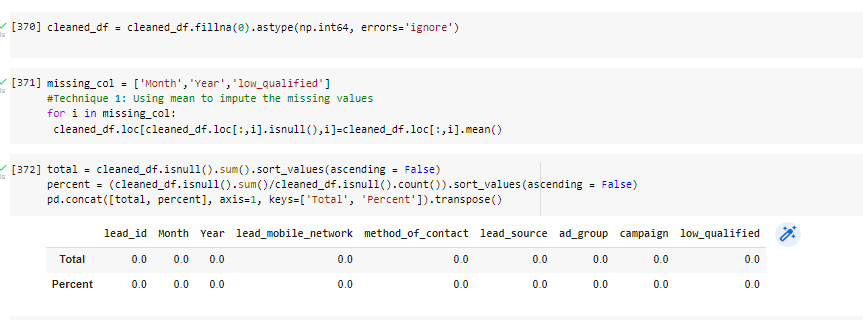 [370] cleaned_df = cleaned_df.fillna(0).astype(np.int64, errors='ignore')
[371] missing_col = ['Month','Year','low_qualified']
#Technique 1: Using mean to impute the missing values
for i in missing_col:
cleaned_df.loc[cleaned_df.loc[:,i].isnull(),i]=cleaned_df.loc[:,i].mean()
[372] total = cleaned_df.isnull().sum().sort_values(ascending = False)
percent = (cleaned_df.isnull().sum()/cleaned_df.isnull().count()).sort_values(ascending = False)
pd.concat([total, percent], axis=1, keys=['Total', 'Percent']).transpose()
lead_id Month Year lead_mobile_network method_of_contact lead_source ad_group campaign low_qualified
Total 0.0 0.0 0.0 0.0 0.0 0.0 0.0 0.0 0.0
Percent 0.0 0.0 0.0 0.0 0.0 0.0 0.0 0.0 0.0